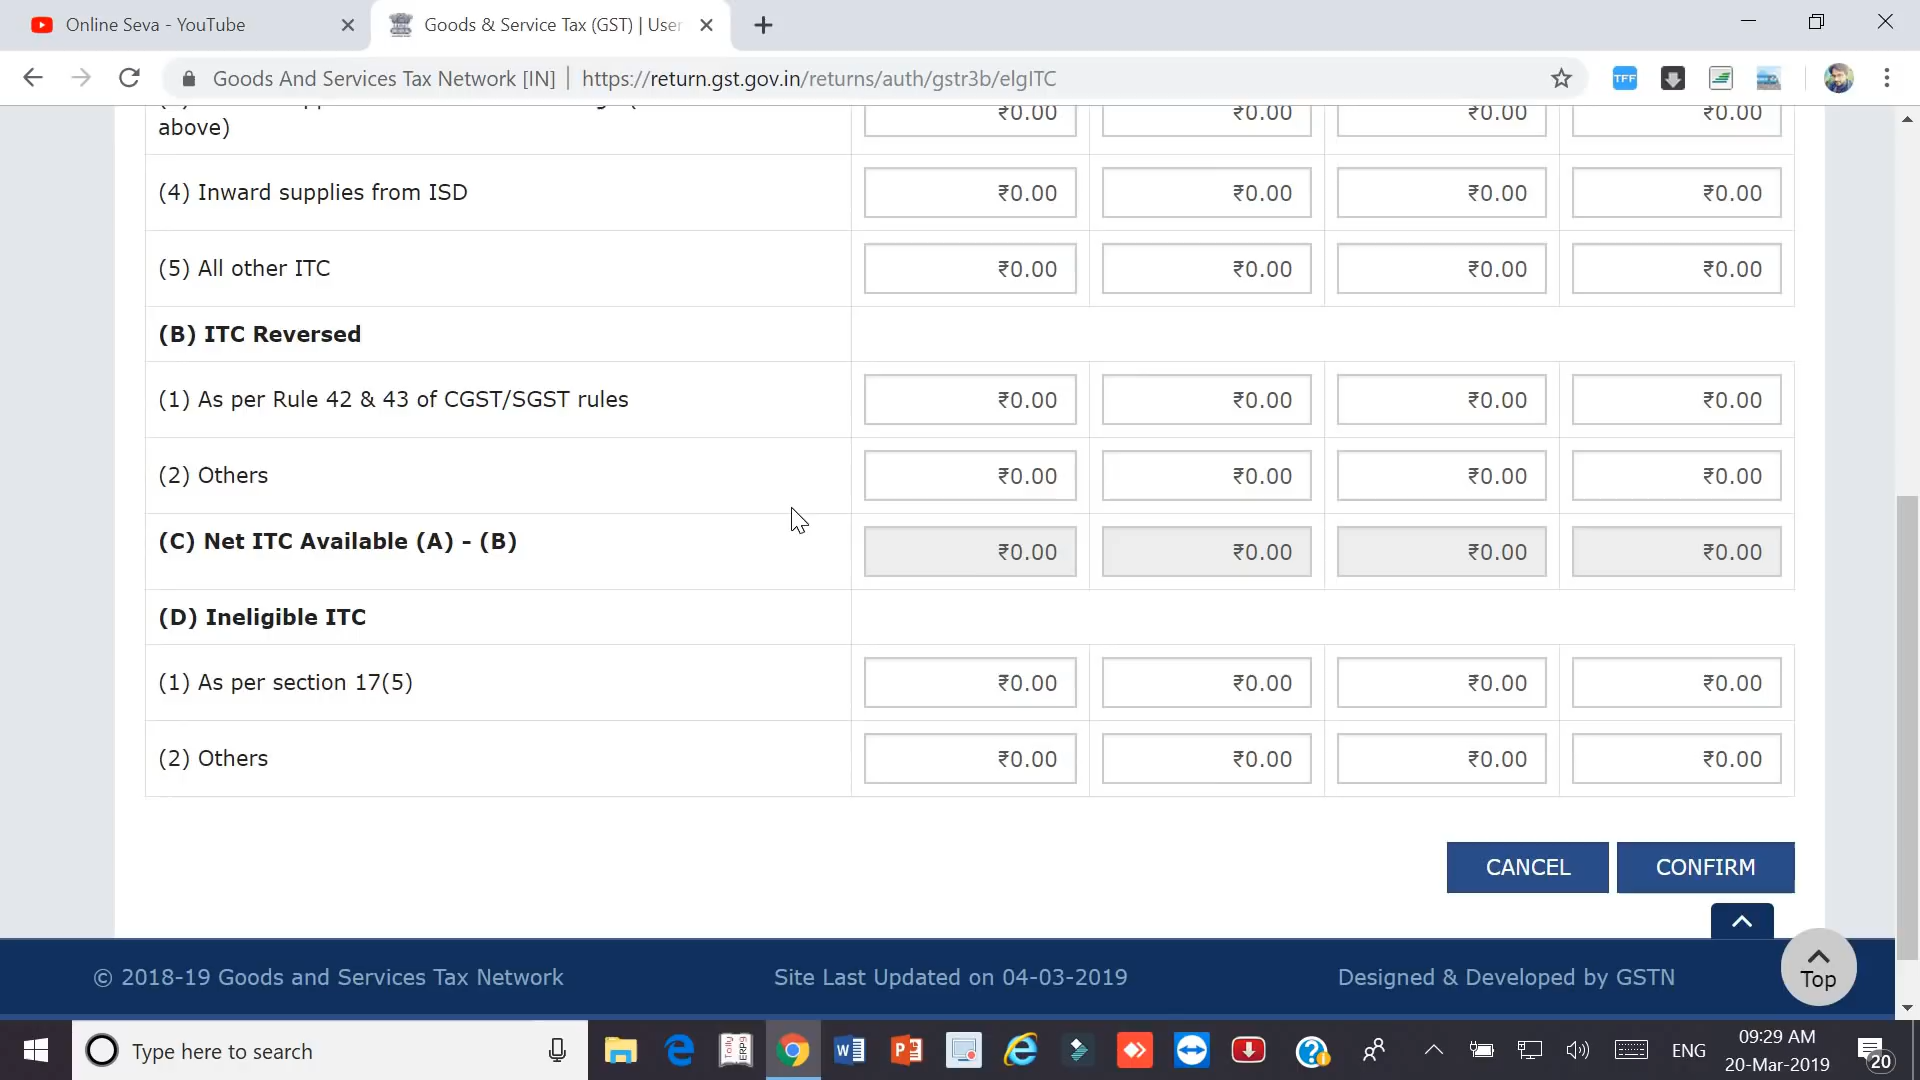 Online Seva - YouTube
Goods & Service Tax (GST) | User
Goods And Services Tax Network [IN] | https://return.gst.gov.in/returns/auth/gstr3b/elgITC
TFF
above) ₹0.00 ₹0.00 ₹0.00 ₹0.00
(4) Inward supplies from ISD ₹0.00 ₹0.00 ₹0.00 ₹0.00
(5) All other ITC ₹0.00 ₹0.00 ₹0.00 ₹0.00
(B) ITC Reversed
(1) As per Rule 42 & 43 of CGST/SGST rules ₹0.00 ₹0.00 ₹0.00 ₹0.00
(2) Others ₹0.00 ₹0.00 ₹0.00 ₹0.00
(C) Net ITC Available (A) - (B) ₹0.00 ₹0.00 ₹0.00 ₹0.00
(D) Ineligible ITC
(1) As per section 17(5) ₹0.00 ₹0.00 ₹0.00 ₹0.00
(2) Others ₹0.00 ₹0.00 ₹0.00 ₹0.00
CANCEL CONFIRM
© 2018-19 Goods and Services Tax Network Site Last Updated on 04-03-2019 Designed & Developed by GSTN
Top
Type here to search
Tally ERP9
ENG
09:29 AM
20-Mar-2019
20